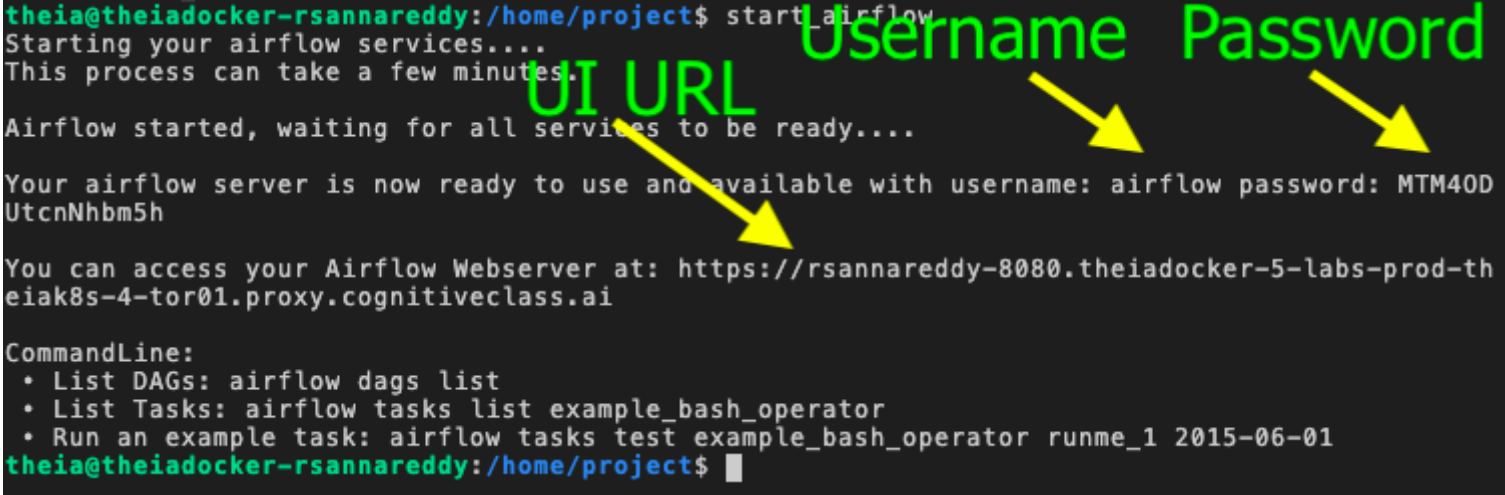 theia@theiadocker-rsannareddy:/home/project$ start_airflow
Username Password
Starting your airflow services....
This process can take a few minutes.
UI URL
Airflow started, waiting for all services to be ready....
Your airflow server is now ready to use and available with username: airflow password: MTM4OD
UtcnNhbm5h
You can access your Airflow Webserver at: https://rsannareddy-8080.theiadocker-5-labs-prod-th
eiak8s-4-tor01.proxy.cognitiveclass.ai
CommandLine:
• List DAGs: airflow dags list
• List Tasks: airflow tasks list example_bash_operator
• Run an example task: airflow tasks test example_bash_operator runme_1 2015-06-01
theia@theiadocker-rsannareddy:/home/project$